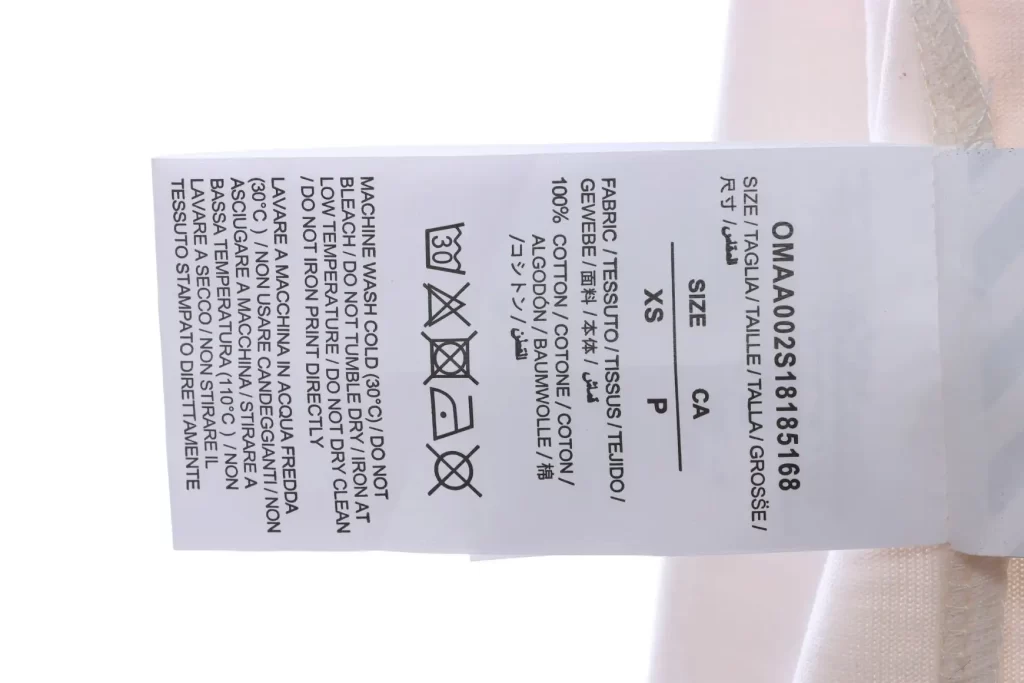 OMAA002S18185168
SIZE / TAGLIA / TAILLE / TALLA / GROSSE /
尺寸 / المقاس
SIZE CA
XS P
FABRIC / TESSUTO / TISSUS / TEJIDO /
GEWEBE / 面料 / 本体 / قماش
100% COTTON / COTONE / COTON /
ALGODÓN / BAUMWOLLE / 棉
/ コシトン / القطن
30
MACHINE WASH COLD (30°C) / DO NOT
BLEACH / DO NOT TUMBLE DRY / IRON AT
LOW TEMPERATURE / DO NOT DRY CLEAN
/ DO NOT IRON PRINT DIRECTLY
LAVARE A MACCHINA IN ACQUA FREDDA
(30°C ) / NON USARE CANDEGGIANTI / NON
ASCIUGARE A MACCHINA / STIRARE A
BASSA TEMPERATURA (110°C ) / NON
LAVARE A SECCO / NON STIRARE IL
TESSUTO STAMPATO DIRETTAMENTE